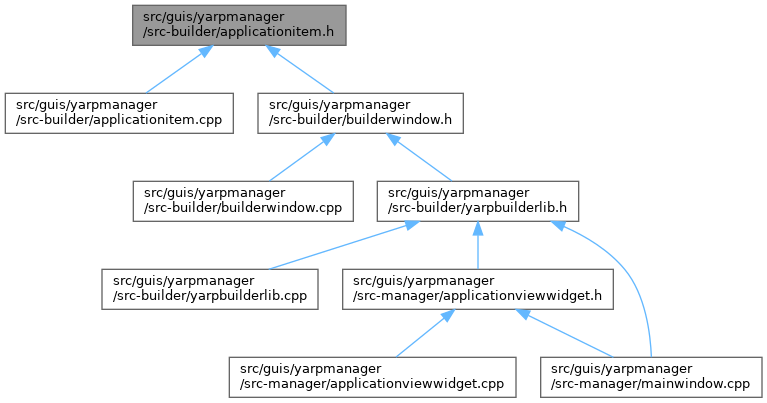 src/guis/yarpmanager
/src-builder/applicationitem.h
src/guis/yarpmanager
/src-builder/applicationitem.cpp
src/guis/yarpmanager
/src-builder/builderwindow.h
src/guis/yarpmanager
/src-builder/builderwindow.cpp
src/guis/yarpmanager
/src-builder/yarpbuilderlib.h
src/guis/yarpmanager
/src-builder/yarpbuilderlib.cpp
src/guis/yarpmanager
/src-manager/applicationviewwidget.h
src/guis/yarpmanager
/src-manager/applicationviewwidget.cpp
src/guis/yarpmanager
/src-manager/mainwindow.cpp